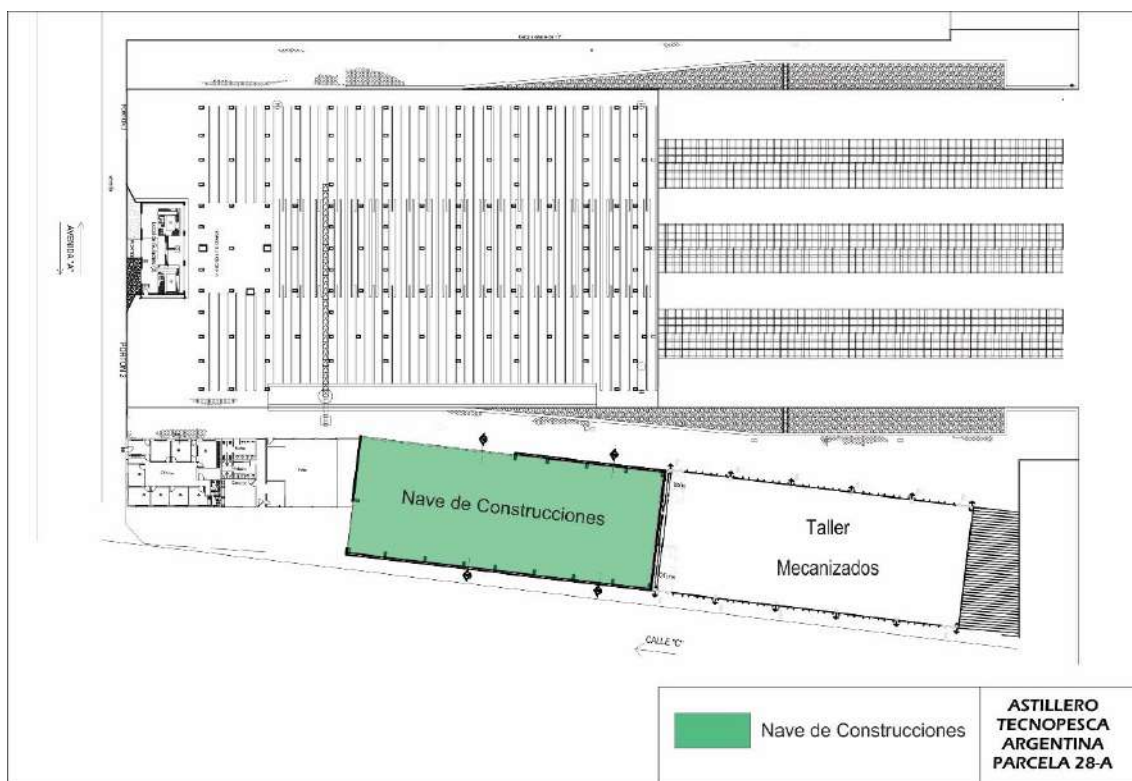 AVENIDA "A"
PORTON 2
Nave de Construcciones
Taller
Mecanizados
CALLE "C"
Nave de Construcciones
ASTILLERO
TECNOPESCA
ARGENTINA
PARCELA 28-A